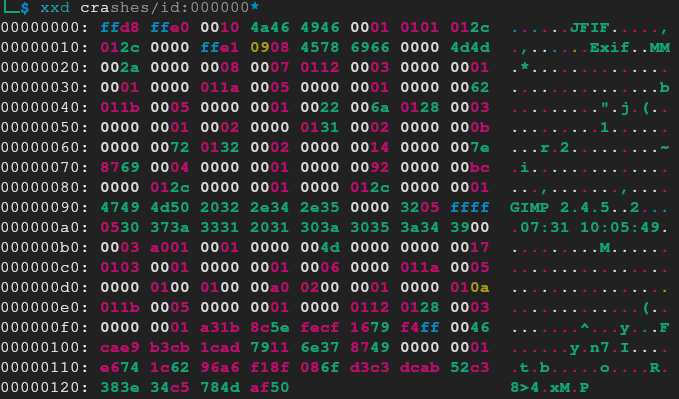 $ xxd crashes/id:000000*
00000000: ffd8 ffe0 0010 4a46 4946 0001 0101 012c ......JFIF.....,
00000010: 012c 0000 ffe1 0908 4578 6966 0000 4d4d .,......Exif..MM
00000020: 002a 0000 0008 0007 0112 0003 0000 0001 .*..............
00000030: 0001 0000 011a 0005 0000 0001 0000 0062 ...............b
00000040: 011b 0005 0000 0001 0022 006a 0128 0003 .........".j.(..
00000050: 0000 0001 0002 0000 0131 0002 0000 000b .........1......
00000060: 0000 0072 0132 0002 0000 0014 0000 007e ...r.2.........~
00000070: 8769 0004 0000 0001 0000 0092 0000 00bc .i..............
00000080: 0000 012c 0000 0001 0000 012c 0000 0001 ...,.......,....
00000090: 4749 4d50 2032 2e34 2e35 0000 3205 ffff GIMP 2.4.5..2...
000000a0: 0530 373a 3331 2031 303a 3035 3a34 3900 .07:31 10:05:49.
000000b0: 0003 a001 0001 0000 004d 0000 0000 0017 .........M......
000000c0: 0103 0001 0000 0001 0006 0000 011a 0005 ................
000000d0: 0000 0100 0100 00a0 0200 0001 0000 010a ................
000000e0: 011b 0005 0000 0001 0000 0112 0128 0003 .............(..
000000f0: 0000 0001 a31b 8c5e fecf 1679 f4ff 0046 .......^...y...F
00000100: cae9 b3cb 1cad 7911 6e37 8749 0000 0001 ......y.n7.I....
00000110: e674 1c62 96a6 f18f 086f d3c3 dcab 52c3 .t.b.....o....R.
00000120: 383e 34c5 784d af50 8>4.xM.P